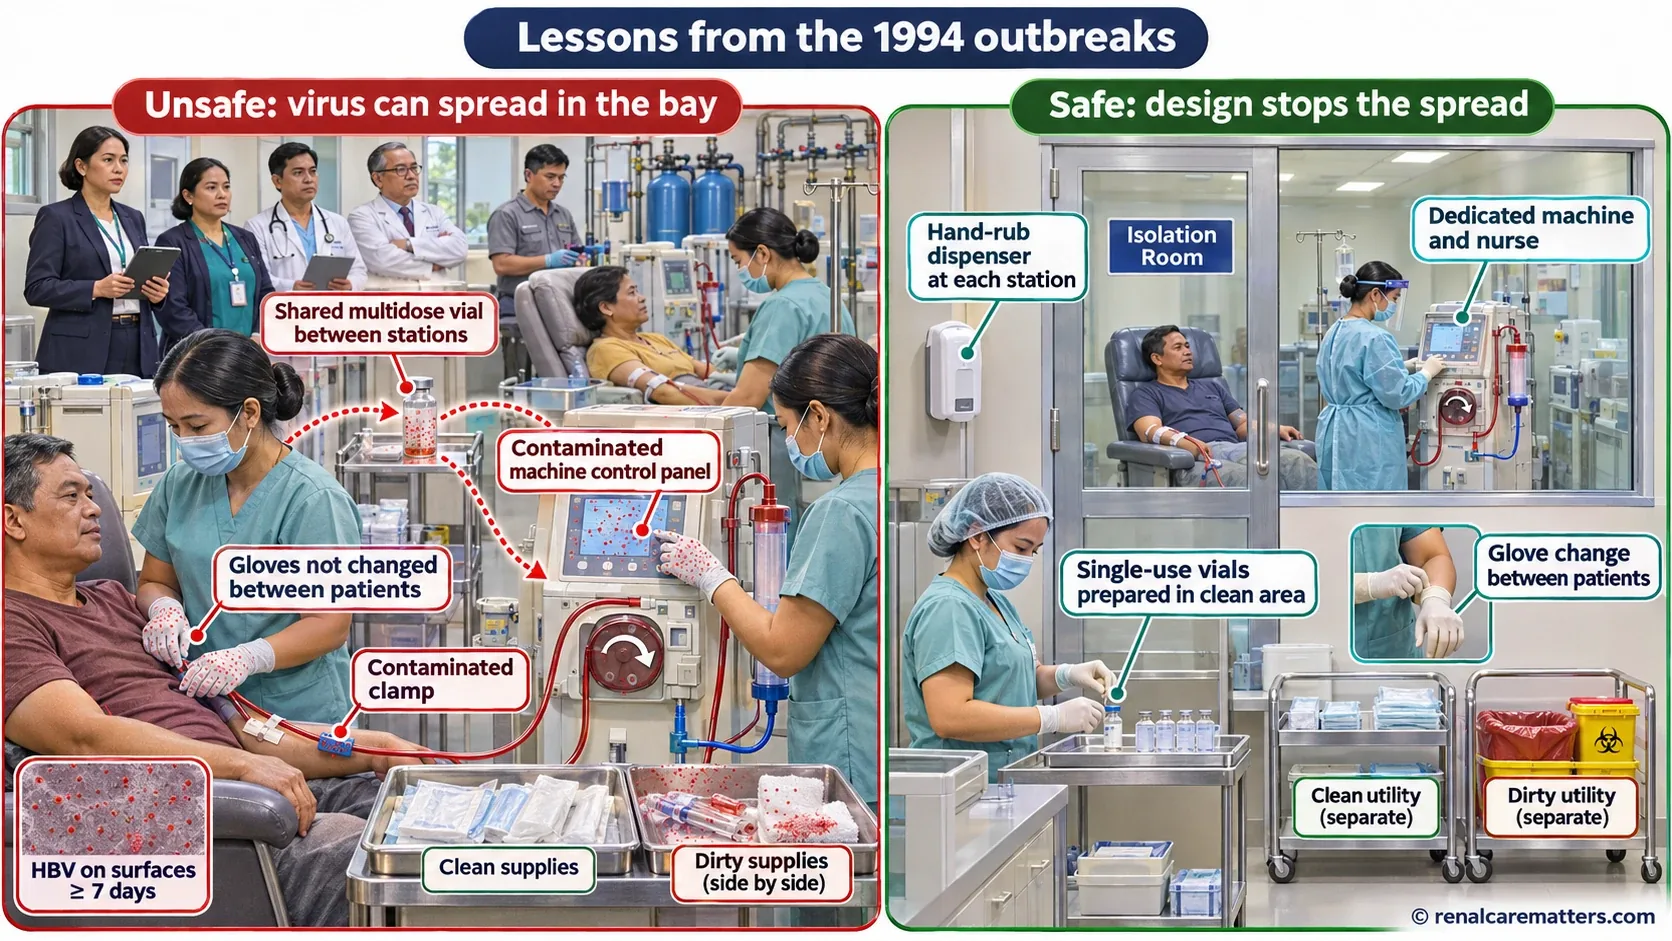 Lessons from the 1994 outbreaks
Unsafe: virus can spread in the bay
Shared multidose vial
between stations
Contaminated
machine control panel
Gloves not changed
between patients
Contaminated
clamp
HBV on surfaces
≥ 7 days
Clean supplies
Dirty supplies
(side by side)
Safe: design stops the spread
Hand-rub
dispenser
at each station
Isolation
Room
Dedicated machine
and nurse
Single-use vials
prepared in clean area
Glove change
between patients
Clean utility
(separate)
Dirty utility
(separate)
© renalcarematters.com